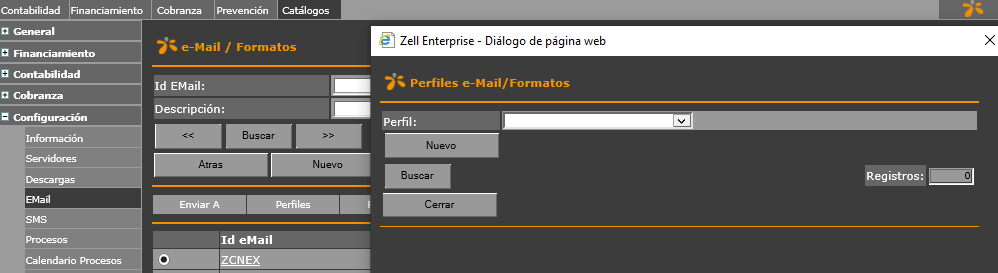 Contabilidad Financiamiento Cobranza Prevención Catálogos
General
Financiamiento
Contabilidad
Cobranza
Configuración
Información
Servidores
Descargas
EMail
SMS
Procesos
Calendario Procesos
e-Mail / Formatos
Id EMail:
Descripción:
<< Buscar >>
Atras Nuevo
Enviar A Perfiles
Id eMail
ZCNEX
Zell Enterprise - Diálogo de página web
Perfiles e-Mail/Formatos
Perfil:
Nuevo
Buscar Registros: 0
Cerrar